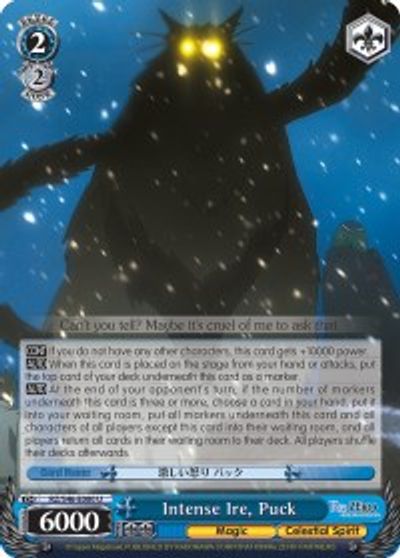 2
2
Can't you tell? Maybe it's cruel of me to ask that
CONT If you do not have any other characters, this card gets +10000 power.
AUTO When this card is placed on the stage from your hand or attacks, put
the top card of your deck underneath this card as a marker.
AUTO At the end of your opponent's turn, if the number of markers
underneath this card is three or more, choose a card in your hand, put it
into your waiting room, put all markers underneath this card and all
characters of all players except this card into their waiting room, and all
players return all cards in their waiting room to their deck. All players shuffle
their decks afterwards.
Card Name
激しい怒り パック
6000
Intense Ire, Puck
Magic
Celestial Spirit